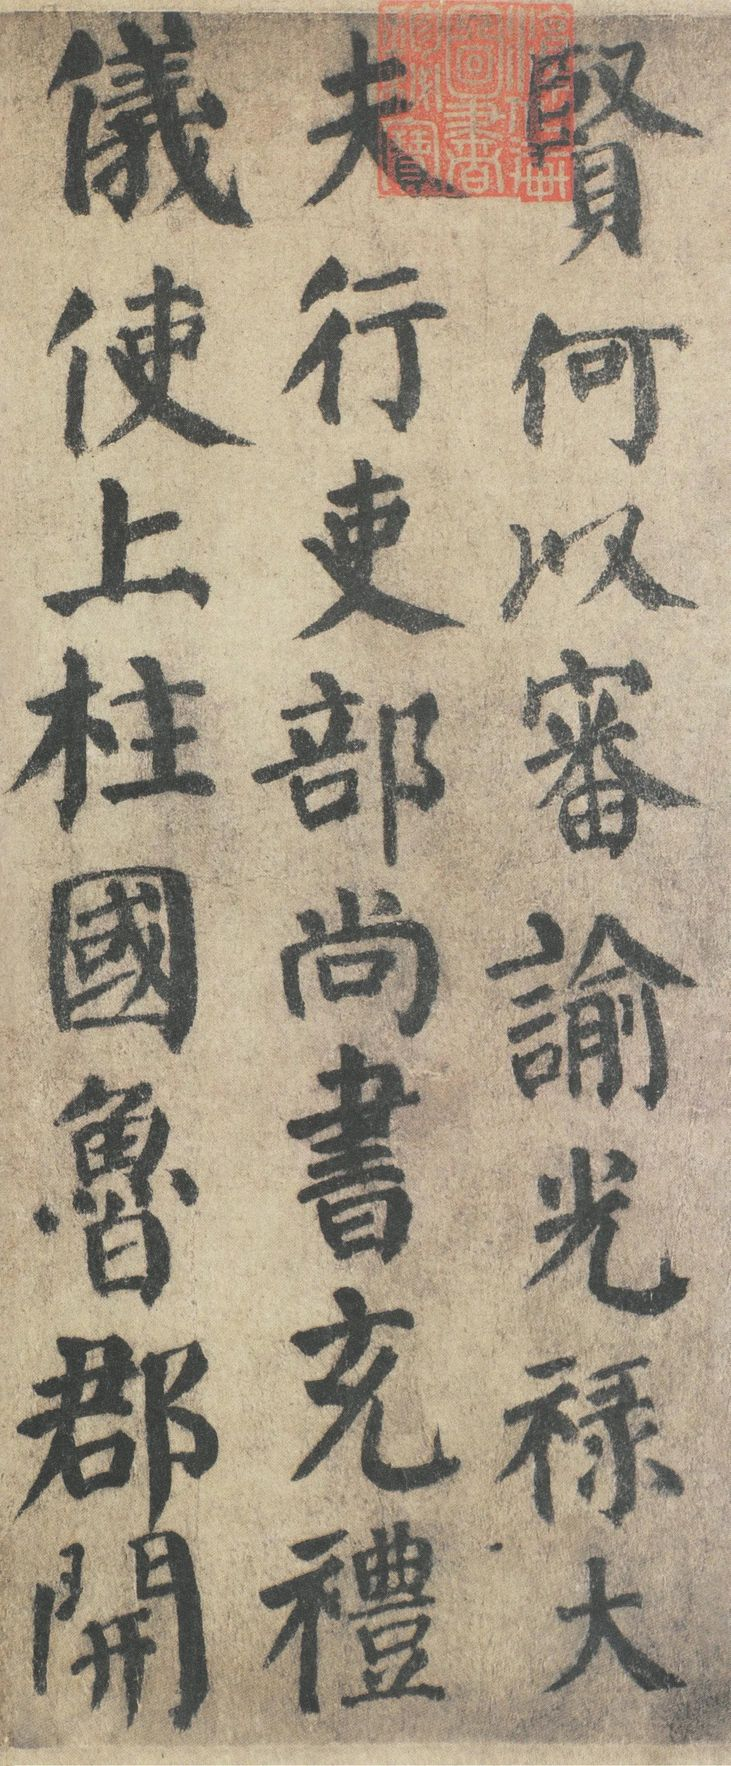 賢何以審諭光禄大
夫行吏部尚書充禮
儀使上柱國魯郡開